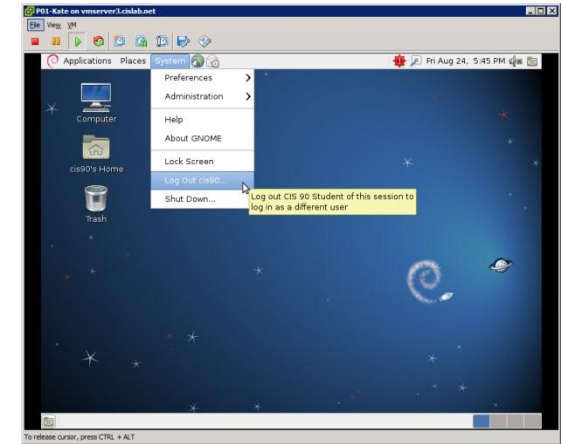 P01-Kate on vmserver3.cislab.net
File View VM
Applications Places System Fri Aug 24, 5:45 PM
Preferences
Administration
Computer
Help
About GNOME
Lock Screen
cis90's Home
Log Out cis90...
Log out CIS 90 Student of this session to
log in as a different user
Shut Down...
Trash
To release cursor, press CTRL + ALT